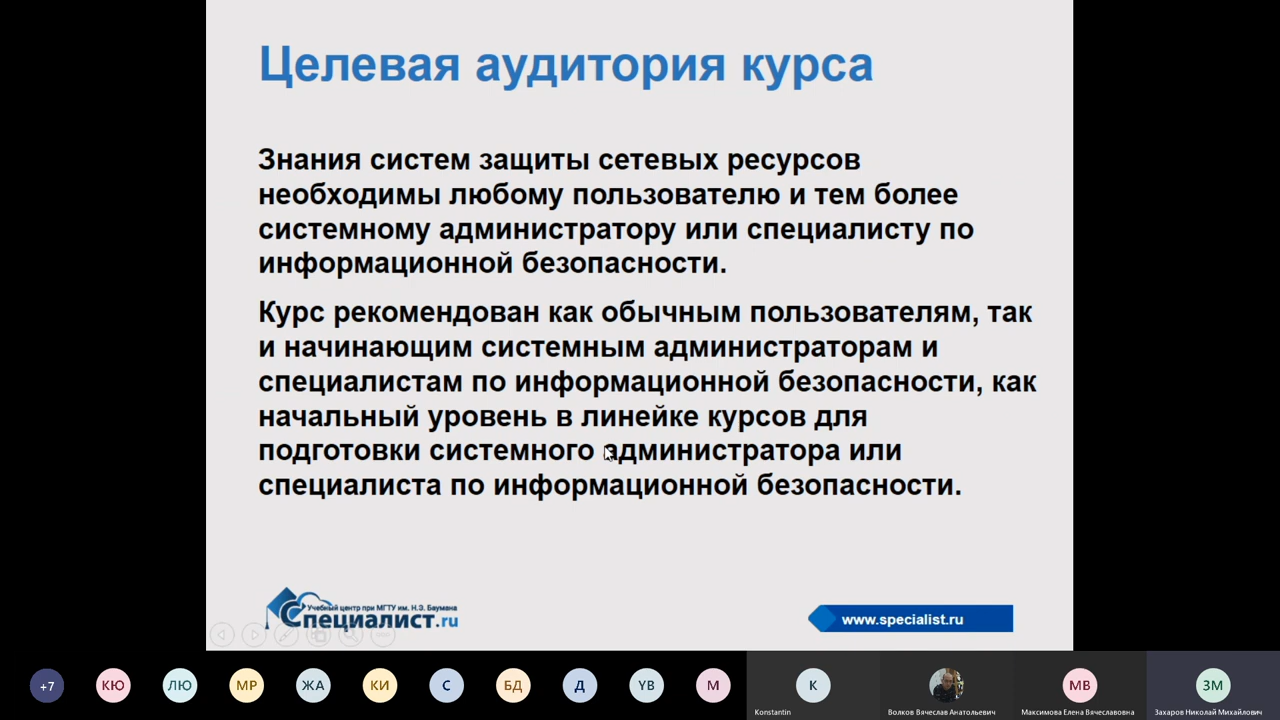 Целевая аудитория курса
Знания систем защиты сетевых ресурсов
необходимы любому пользователю и тем более
системному администратору или специалисту по
информационной безопасности.
Курс рекомендован как обычным пользователям, так
и начинающим системным администраторам и
специалистам по информационной безопасности, как
начальный уровень в линейке курсов для
подготовки системного администратора или
специалиста по информационной безопасности.
Учебный центр при МГТУ им. Н.Э. Баумана
Специалист.ru
www.specialist.ru
+7
КЮ
ЛЮ
МР
ЖА
КИ
С
БД
Д
YB
М
К
МВ
ЗМ
Konstantin
Волков Вячеслав Анатольевич
Максимова Елена Вячеславовна
Захаров Николай Михайлович